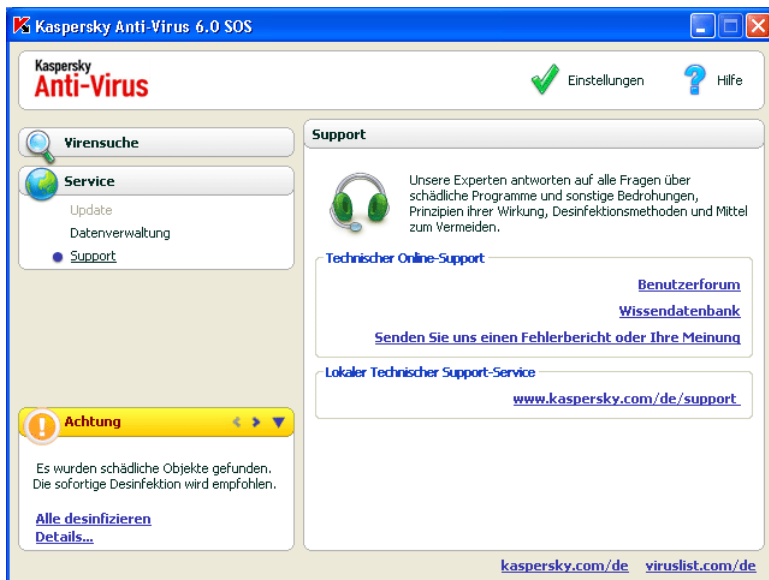 Kaspersky Anti-Virus 6.0 SOS
Kaspersky
Anti-Virus
Einstellungen
Hilfe
Virensuche
Service
Update
Datenverwaltung
Support
Achtung
Es wurden schädliche Objekte gefunden.
Die sofortige Desinfektion wird empfohlen.
Alle desinfizieren
Details...
Support
Unsere Experten antworten auf alle Fragen über
schädliche Programme und sonstige Bedrohungen,
Prinzipien ihrer Wirkung, Desinfektionsmethoden und Mittel
zum Vermeiden.
Technischer Online-Support
Benutzerforum
Wissendatenbank
Senden Sie uns einen Fehlerbericht oder Ihre Meinung
Lokaler Technischer Support-Service
www.kaspersky.com/de/support
kaspersky.com/de
viruslist.com/de